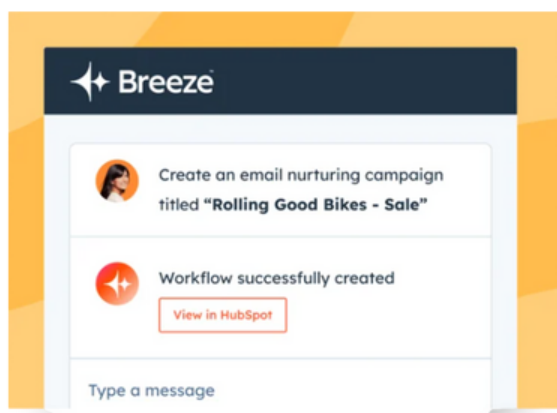 Breeze
Create an email nurturing campaign
titled “Rolling Good Bikes - Sale”
Workflow successfully created
View in HubSpot
Type a message